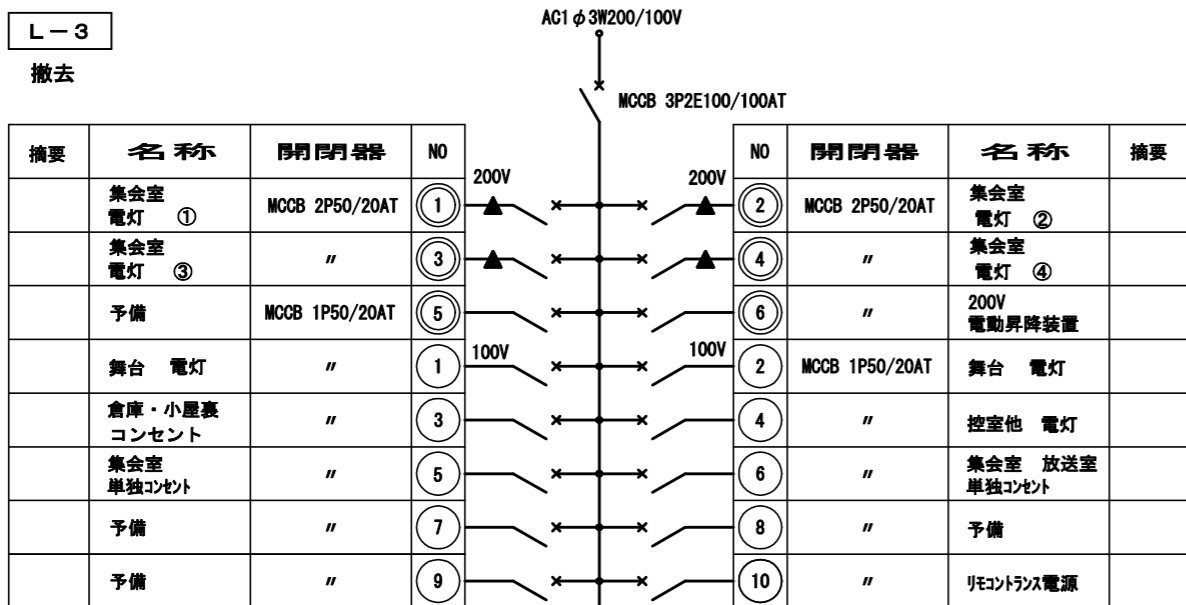 AC1φ3W200/100V
L－3
撤去
MCCB 3P2E100/100AT
摘要 名称 開閉器 NO
NO 開閉器 名称 摘要
200V 200V
集会室
電灯 ① MCCB 2P50/20AT 1
2 MCCB 2P50/20AT 集会室
電灯 ②
集会室
電灯 ③ 〃 3
4 〃 集会室
電灯 ④
予備 MCCB 1P50/20AT 5
6 〃 200V
電動昇降装置
100V 100V
舞台 電灯 〃 1
2 MCCB 1P50/20AT 舞台 電灯
倉庫・小屋裏
コンセント 〃 3
4 〃 控室他 電灯
集会室
単独コンセント 〃 5
6 〃 集会室 放送室
単独コンセント
予備 〃 7
8 〃 予備
予備 〃 9
10 〃 リモコントランス電源